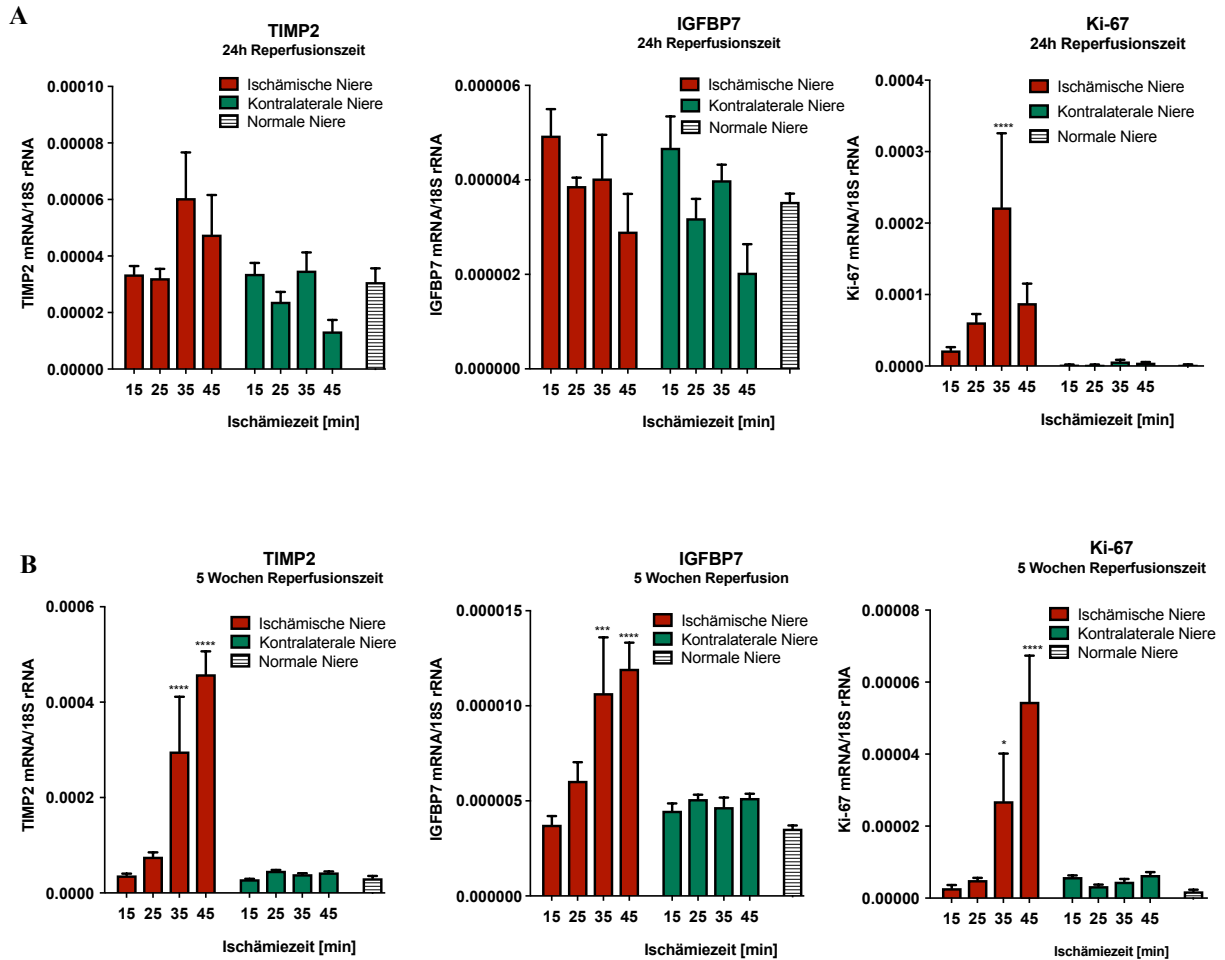 A
TIMP2
24h Reperfusionszeit
Ischämische Niere
Kontralaterale Niere
Normale Niere
TIMP2 mRNA/18S rRNA
0.00010
0.00008
0.00006
0.00004
0.00002
0.00000
15 25 35 45 15 25 35 45
Ischämiezeit [min]
IGFBP7
24h Reperfusionszeit
Ischämische Niere
Kontralaterale Niere
Normale Niere
IGFBP7 mRNA/18S rRNA
0.000006
0.000004
0.000002
0.000000
15 25 35 45 15 25 35 45
Ischämiezeit [min]
Ki-67
24h Reperfusionszeit
Ischämische Niere
Kontralaterale Niere
Normale Niere
Ki-67 mRNA/18S rRNA
0.0004
0.0003
0.0002
0.0001
0.0000
****
15 25 35 45 15 25 35 45
Ischämiezeit [min]
B
TIMP2
5 Wochen Reperfusionszeit
Ischämische Niere
Kontralaterale Niere
Normale Niere
TIMP2 mRNA/18S rRNA
0.0006
0.0004
0.0002
0.0000
**** ****
15 25 35 45 15 25 35 45
Ischämiezeit [min]
IGFBP7
5 Wochen Reperfusion
Ischämische Niere
Kontralaterale Niere
Normale Niere
IGFBP7 mRNA/18S rRNA
0.000015
0.000010
0.000005
0.000000
*** ****
15 25 35 45 15 25 35 45
Ischämiezeit [min]
Ki-67
5 Wochen Reperfusionszeit
Ischämische Niere
Kontralaterale Niere
Normale Niere
Ki-67 mRNA/18S rRNA
0.00008
0.00006
0.00004
0.00002
0.00000
* ****
15 25 35 45 15 25 35 45
Ischämiezeit [min]